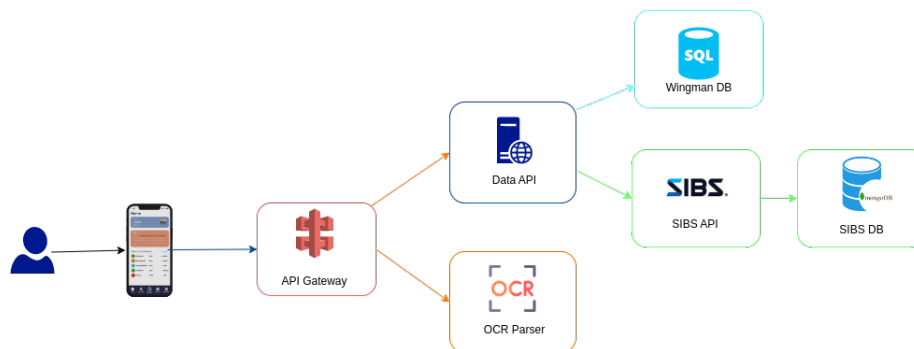 SQL
Wingman DB
Data API
SIBS.
SIBS API
mongoDB
SIBS DB
API Gateway
OCR
OCR Parser